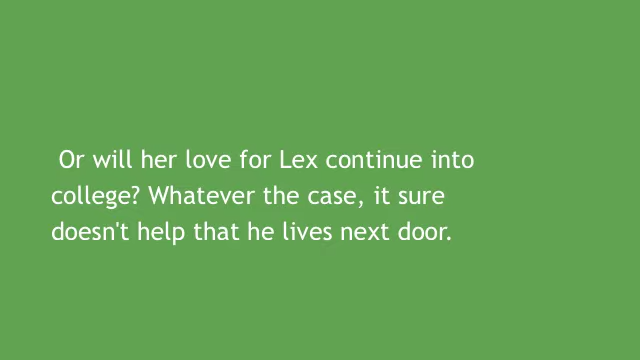 Or will her love for Lex continue into
college? Whatever the case, it sure
doesn't help that he lives next door.